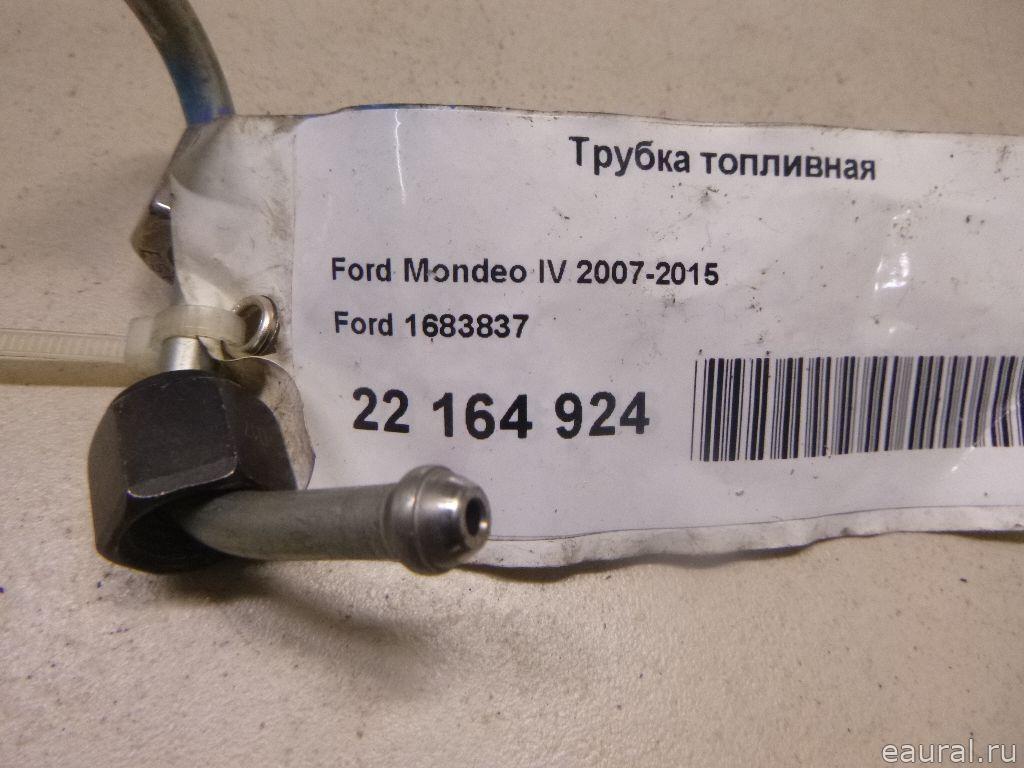 Трубка топливная
Ford Mondeo IV 2007-2015
Ford 1683837
22 164 924
eaural.ru